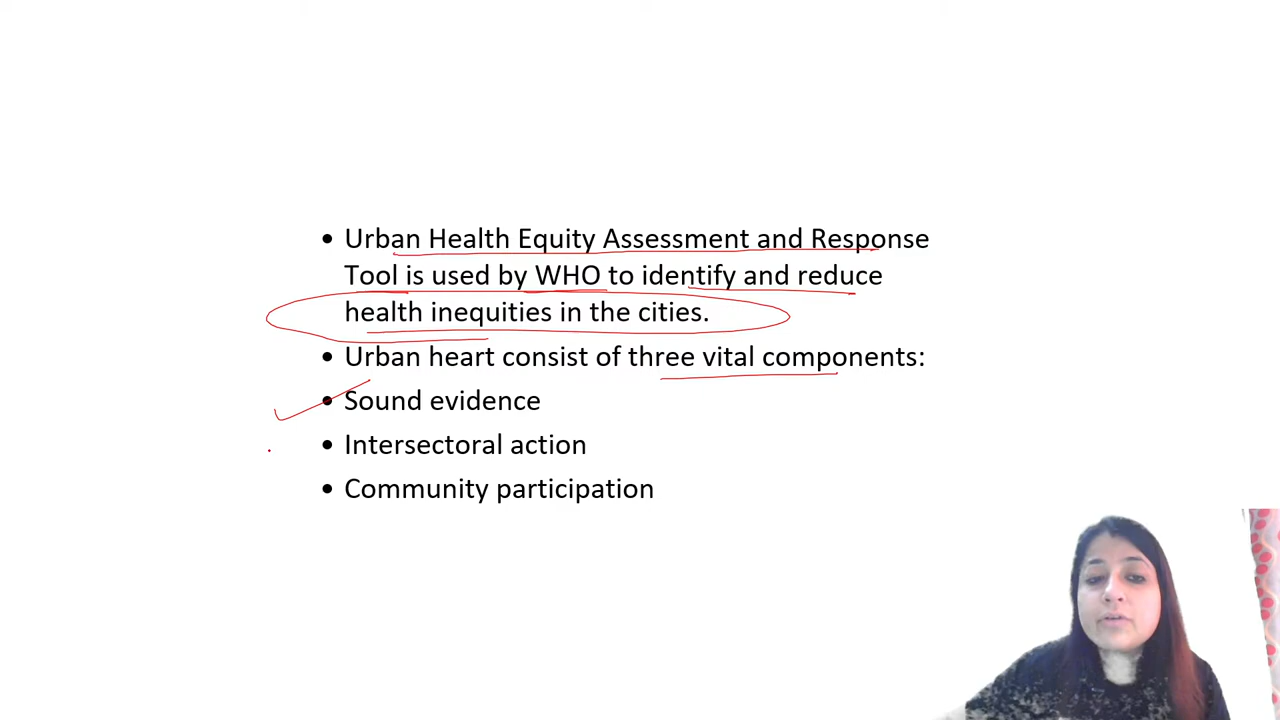 • Urban Health Equity Assessment and Response
Tool is used by WHO to identify and reduce
health inequities in the cities.
• Urban heart consist of three vital components:
• Sound evidence
• Intersectoral action
• Community participation